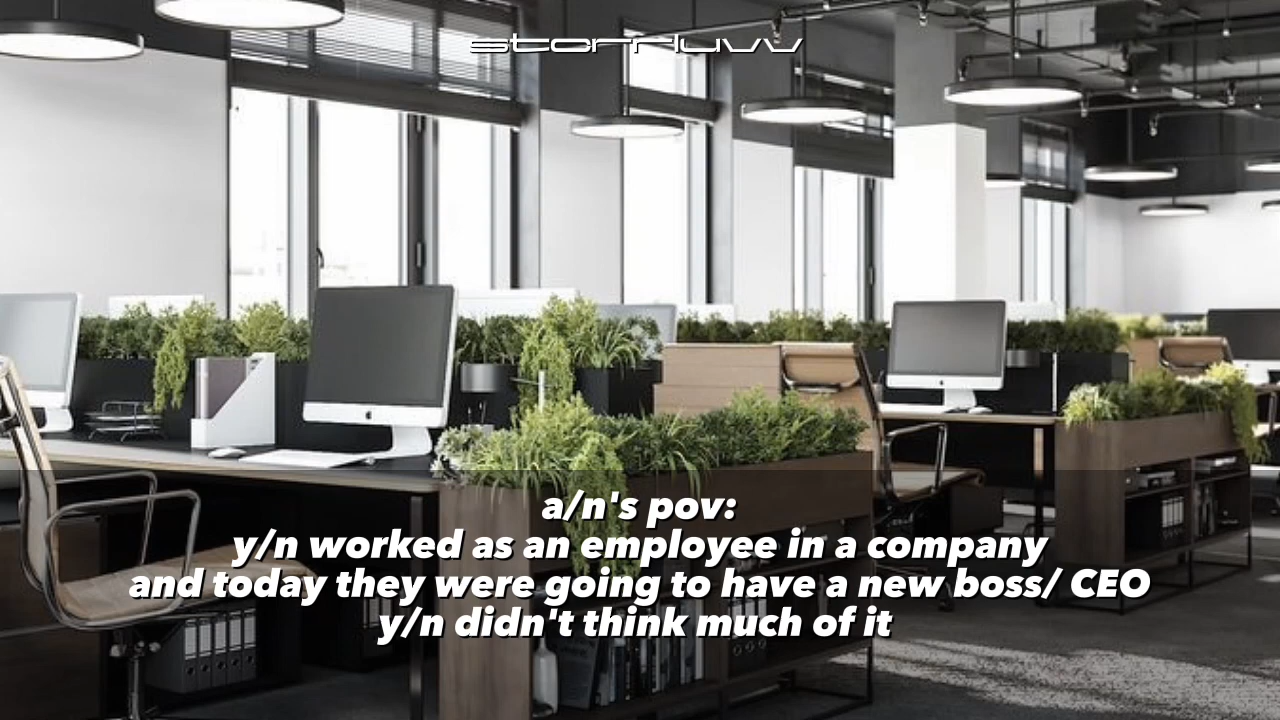 starrluvv
a/n's pov:
y/n worked as an employee in a company
and today they were going to have a new boss/ CEO
y/n didn't think much of it